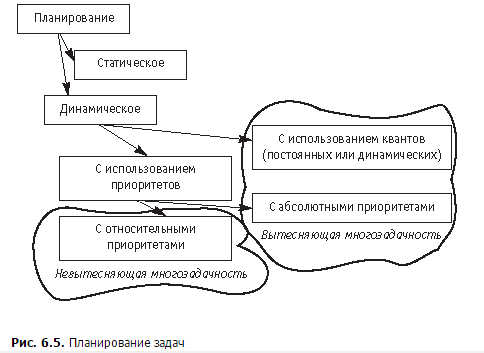 Планирование
Статическое
Динамическое
С использованием квантов
(постоянных или динамических)
С использованием
приоритетов
С абсолютными приоритетами
С относительными
приоритетами
Вытесняющая многозадачность
Невытесняющая многозадачность
Рис. 6.5. Планирование задач